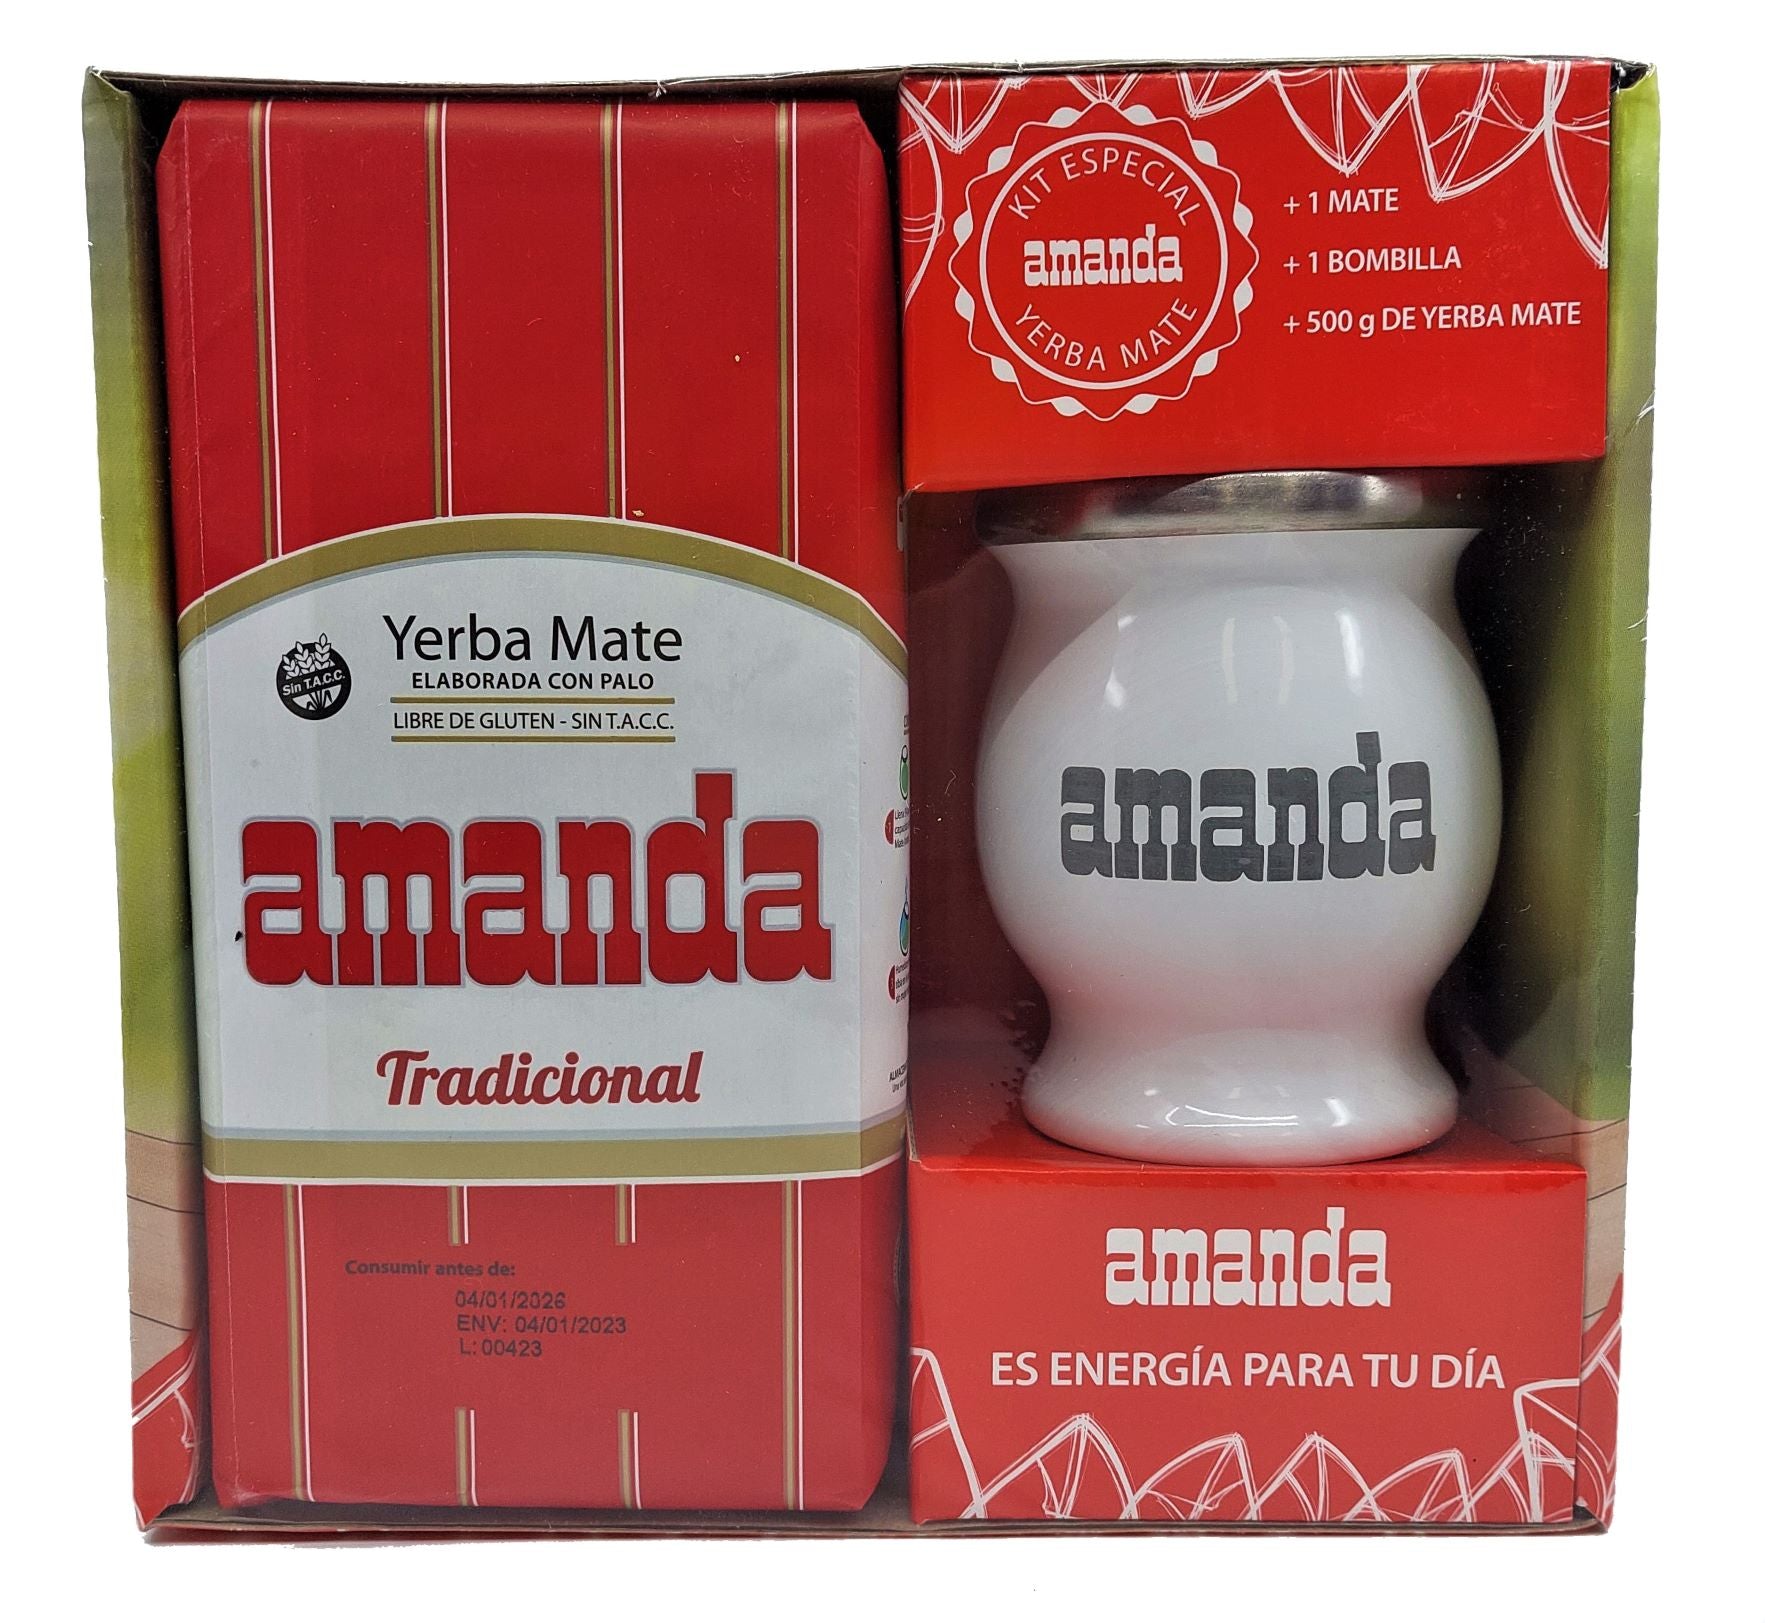 Yerba Mate
ELABORADA CON PALO
Sin T.A.C.C.
LIBRE DE GLUTEN - SIN T.A.C.C.
amanda
Tradicional
Consumir antes de:
04/01/2026
ENV: 04/01/2023
L: 00423
KIT ESPECIAL
amanda
YERBA MATE
+ 1 MATE
+ 1 BOMBILLA
+ 500 g DE YERBA MATE
amanda
amanda
ES ENERGÍA PARA TU DÍA